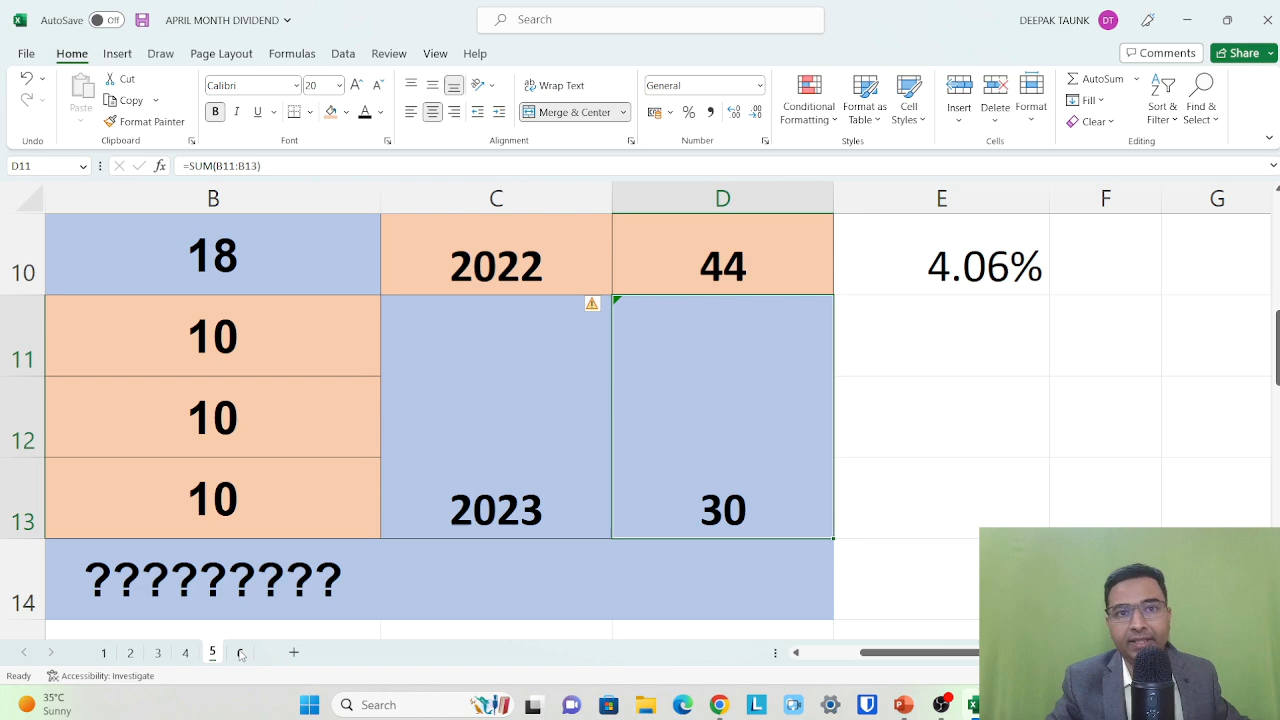 AutoSave Off APRIL MONTH DIVIDEND Search DEEPAK TAUNK DT
File Home Insert Draw Page Layout Formulas Data Review View Help Comments Share
Undo
Paste
Cut
Copy
Format Painter
Clipboard
Calibri 20 A A
B I U A
Font
Wrap Text
Merge & Center
Alignment
General
%
Number
Conditional Formatting
Format as Table
Cell Styles
Styles
Insert Delete Format
Cells
AutoSum
Fill
Clear
Sort & Filter
Find & Select
Editing
D11 fx =SUM(B11:B13)
B C D E F G
10 18 2022 44 4.06%
11 10
12 10
13 10 2023 30
14 ?????????
1 2 3 4 5 +
Ready Accessibility: Investigate
35°C
Sunny
Search